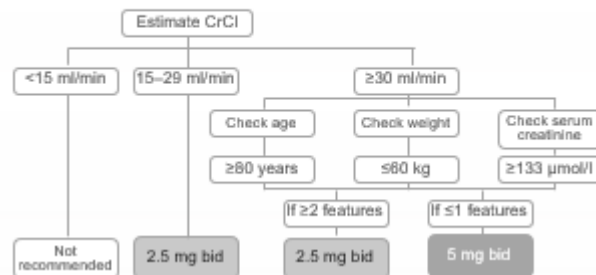 Estimate CrCl
<15 ml/min
15–29 ml/min
≥30 ml/min
Check age
Check weight
Check serum
creatinine
≥80 years
≤60 kg
≥133 µmol/l
If ≥2 features
If ≤1 features
Not
recommended
2.5 mg bid
2.5 mg bid
5 mg bid